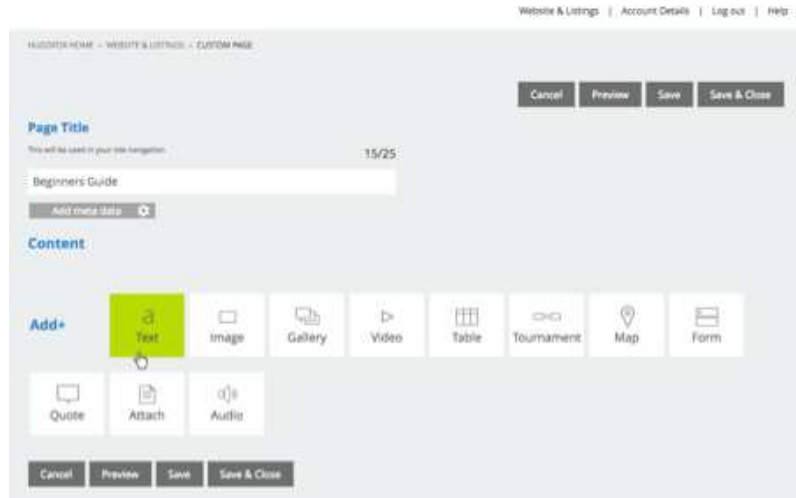 Website & Listings | Account Details | Log out | Help
HOME > WEBSITE & LISTINGS > CUSTOM PAGE
Cancel Preview Save Save & Close
Page Title
This will be used in your site navigation
15/25
Beginners Guide
Add meta data
Content
Add+
a
Text Image Gallery Video Table Tournament Map Form
Quote Attach Audio
Cancel Preview Save Save & Close